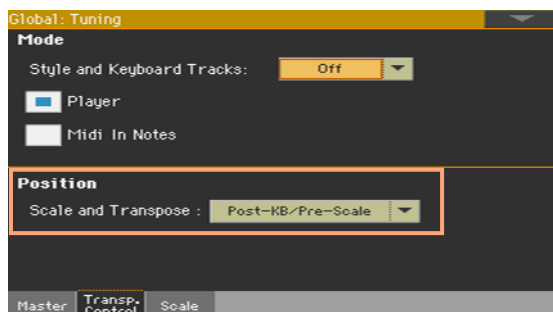 Global: Tuning
Mode
Style and Keyboard Tracks: Off
Player
Midi In Notes
Position
Scale and Transpose : Post-KB/Pre-Scale
Master Transp. Control Scale